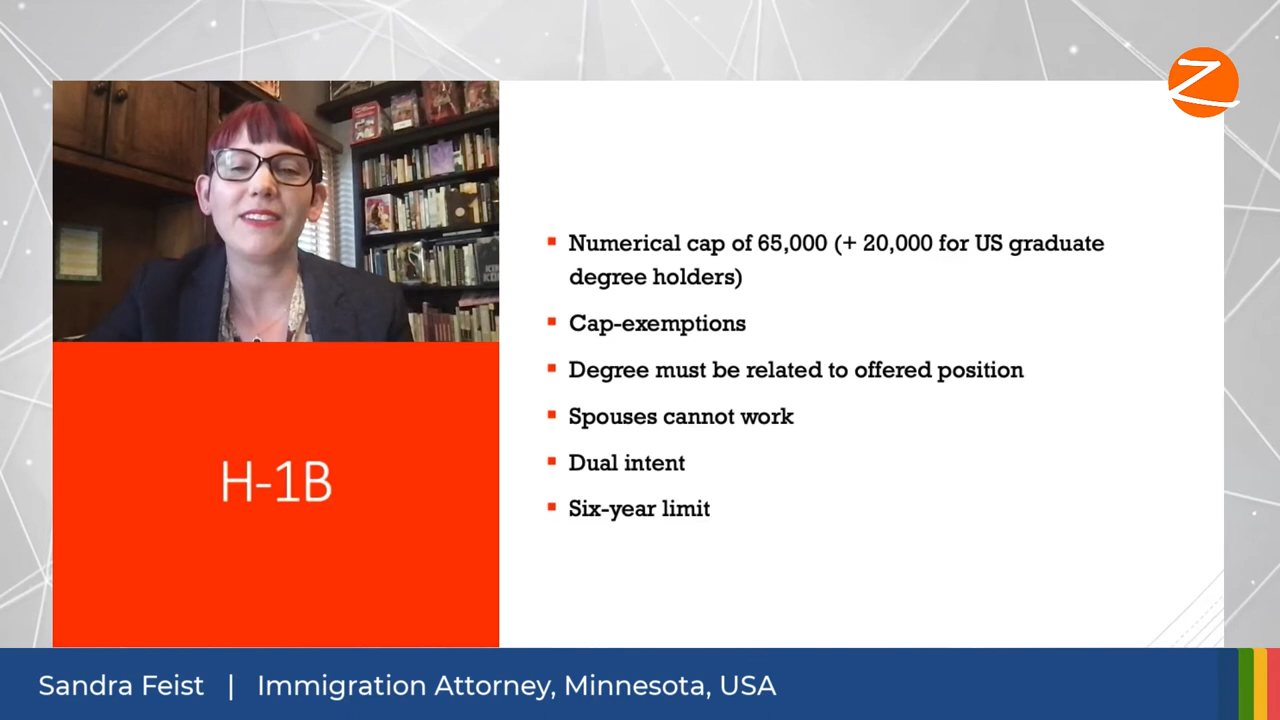 Numerical cap of 65,000 (+ 20,000 for US graduate
degree holders)
Cap-exemptions
Degree must be related to offered position
Spouses cannot work
Dual intent
Six-year limit
H-1B
Sandra Feist | Immigration Attorney, Minnesota, USA